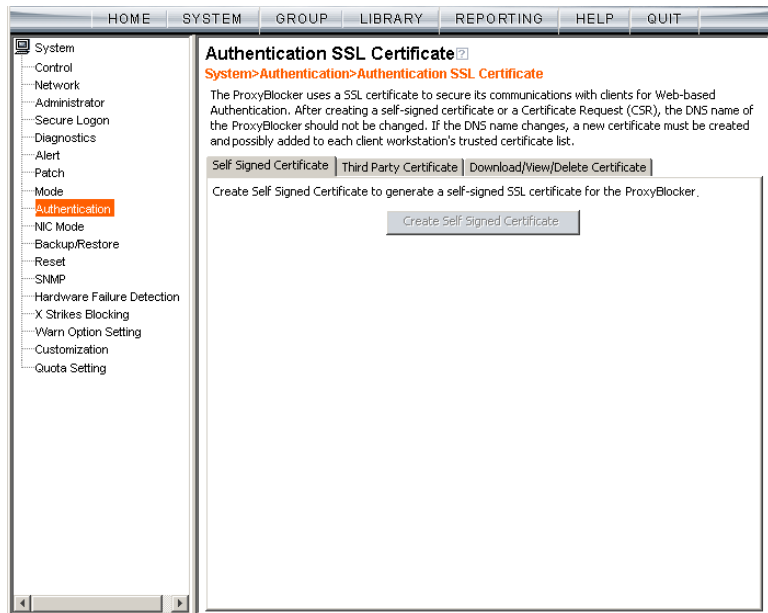 HOME SYSTEM GROUP LIBRARY REPORTING HELP QUIT
System
Control
Network
Administrator
Secure Logon
Diagnostics
Alert
Patch
Mode
Authentication
NIC Mode
Backup/Restore
Reset
SNMP
Hardware Failure Detection
X Strikes Blocking
Warn Option Setting
Customization
Quota Setting
Authentication SSL Certificate?
System>Authentication>Authentication SSL Certificate
The ProxyBlocker uses a SSL certificate to secure its communications with clients for Web-based
Authentication. After creating a self-signed certificate or a Certificate Request (CSR), the DNS name of
the ProxyBlocker should not be changed. If the DNS name changes, a new certificate must be created
and possibly added to each client workstation's trusted certificate list.
Self Signed Certificate Third Party Certificate Download/View/Delete Certificate
Create Self Signed Certificate to generate a self-signed SSL certificate for the ProxyBlocker.
Create Self Signed Certificate